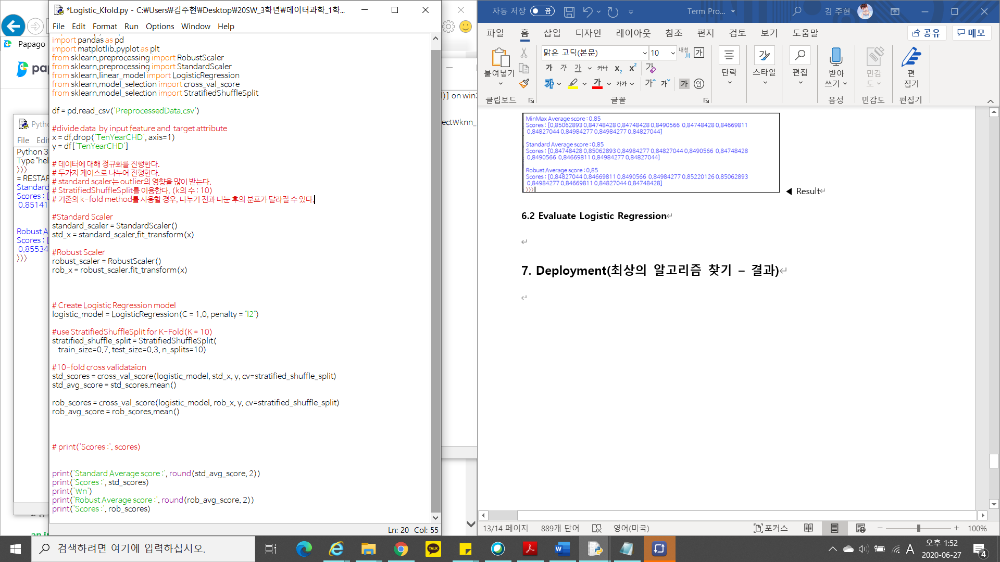 *Logistic_Kfold.py - C:₩Users₩김주현₩Desktop₩20SW_3학년₩데이터과학_1학...
File Edit Format Run Options Window Help
import pandas as pd
import matplotlib.pyplot as plt
from sklearn.preprocessing import RobustScaler
from sklearn.preprocessing import StandardScaler
from sklearn.linear_model import LogisticRegression
from sklearn.model_selection import cross_val_score
from sklearn.model_selection import StratifiedShuffleSplit
df = pd.read_csv('PreprocessedData.csv')
#divide data by input feature and target attribute
x = df.drop('TenYearCHD', axis=1)
y = df['TenYearCHD']
# 데이터에 대해 정규화를 진행한다.
# 두가지 케이스로 나누어 진행한다.
# standard scaler는 outlier의 영향을 많이 받는다.
# StratifiedShuffleSplit를 이용한다. (k의 수 : 10)
# 기존의 k-fold method를 사용할 경우, 나누기 전과 나눈 후의 분포가 달라질 수 있다.
#Standard Scaler
standard_scaler = StandardScaler()
std_x = standard_scaler.fit_transform(x)
#Robust Scaler
robust_scaler = RobustScaler()
rob_x = robust_scaler.fit_transform(x)
# Create Logistic Regression model
logistic_model = LogisticRegression(C = 1.0, penalty = "l2")
#use StratifiedShuffleSplit for K-Fold(K = 10)
stratified_shuffle_split = StratifiedShuffleSplit(
train_size=0.7, test_size=0.3, n_splits=10)
#10-fold cross validataion
std_scores = cross_val_score(logistic_model, std_x, y, cv=stratified_shuffle_split)
std_avg_score = std_scores.mean()
rob_scores = cross_val_score(logistic_model, rob_x, y, cv=stratified_shuffle_split)
rob_avg_score = rob_scores.mean()
# print('Scores :', scores)
print('Standard Average score :', round(std_avg_score, 2))
print('Scores :', std_scores)
print('₩n')
print('Robust Average score :', round(rob_avg_score, 2))
print('Scores :', rob_scores)
Ln: 20 Col: 55
Papago
File
Python 3
>>>
= RESTAR
Standard
Scores : [
0.85141
Scores : [
0.85534
>>>
)] on win3
ect₩knn_
자동 저장 끔 Term Pro... 김 주현
파일 홈 삽입 디자인 레이아웃 참조 편지 검토 보기 도움말 공유 메모
맑은 고딕(본문) 10
붙여넣기
클립보드
글꼴
단락
스타일
편집
받아
쓰기
음성
민감
도
민감도
편
집기
편집기
MinMax Average score : 0.85
Scores : [0.85062893 0.84748428 0.84748428 0.8490566 0.84748428 0.84669811
0.84827044 0.84984277 0.84984277 0.84827044]
Standard Average score : 0.85
Scores : [0.84748428 0.85062893 0.84984277 0.84827044 0.8490566 0.84748428
0.8490566 0.84669811 0.84984277 0.84827044]
Robust Average score : 0.85
Scores : [0.84827044 0.84669811 0.8490566 0.84984277 0.85220126 0.85062893
0.84984277 0.84669811 0.84827044 0.84748428]
>>>
◀ Result
6.2 Evaluate Logistic Regression
7. Deployment(최상의 알고리즘 찾기 – 결과)
13/14 페이지 889개 단어 영어(미국) 포커스 100%
검색하려면 여기에 입력하십시오.
TALK
A
오후 1:52
2020-06-27
4